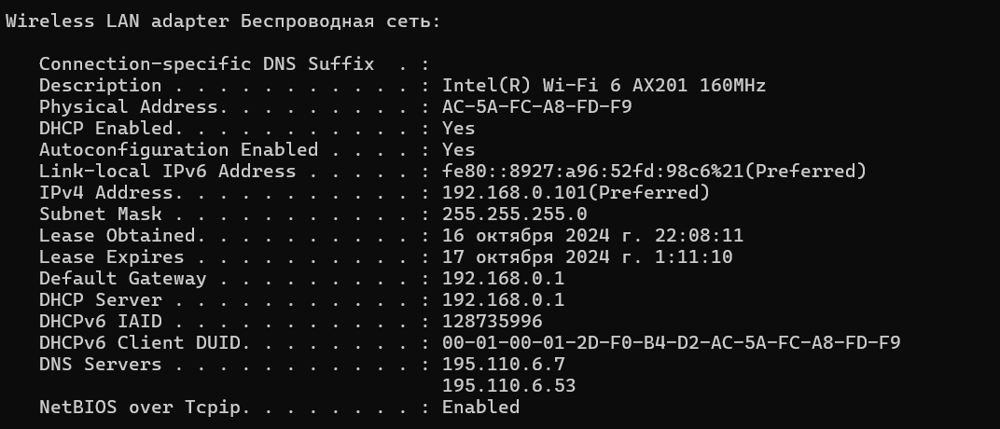 Wireless LAN adapter Беспроводная сеть:
Connection-specific DNS Suffix  . :
Description . . . . . . . . . . . : Intel(R) Wi-Fi 6 AX201 160MHz
Physical Address. . . . . . . . . : AC-5A-FC-A8-FD-F9
DHCP Enabled. . . . . . . . . . . : Yes
Autoconfiguration Enabled . . . . : Yes
Link-local IPv6 Address . . . . . : fe80::8927:a96:52fd:98c6%21(Preferred)
IPv4 Address. . . . . . . . . . . : 192.168.0.101(Preferred)
Subnet Mask . . . . . . . . . . . : 255.255.255.0
Lease Obtained. . . . . . . . . . : 16 октября 2024 г. 22:08:11
Lease Expires . . . . . . . . . . : 17 октября 2024 г. 1:11:10
Default Gateway . . . . . . . . . : 192.168.0.1
DHCP Server . . . . . . . . . . . : 192.168.0.1
DHCPv6 IAID . . . . . . . . . . . : 128735996
DHCPv6 Client DUID. . . . . . . . : 00-01-00-01-2D-F0-B4-D2-AC-5A-FC-A8-FD-F9
DNS Servers . . . . . . . . . . . : 195.110.6.7
195.110.6.53
NetBIOS over Tcpip. . . . . . . . : Enabled